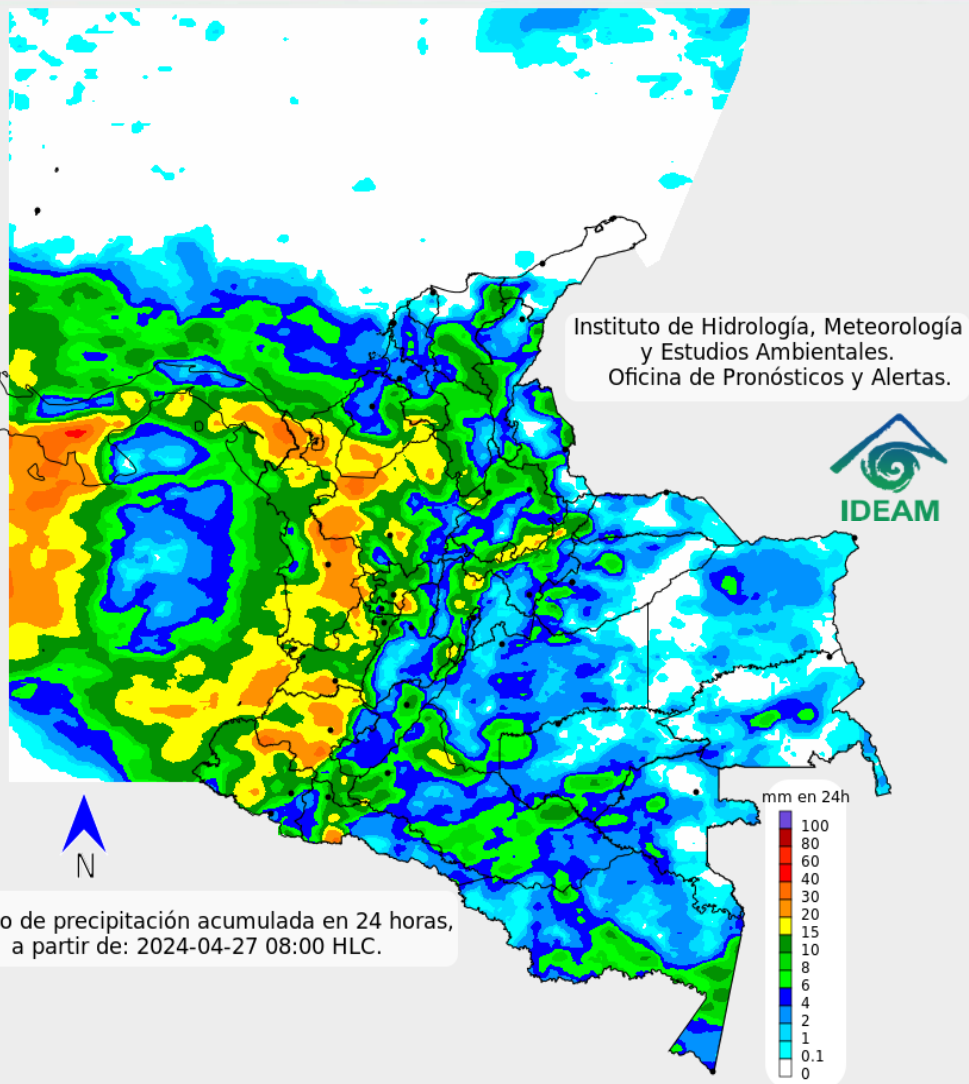 Instituto de Hidrología, Meteorología
y Estudios Ambientales.
Oficina de Pronósticos y Alertas.
IDEAM
mm en 24h
100
80
60
40
30
20
15
10
8
6
4
2
1
0.1
0
N
o de precipitación acumulada en 24 horas,
a partir de: 2024-04-27 08:00 HLC.